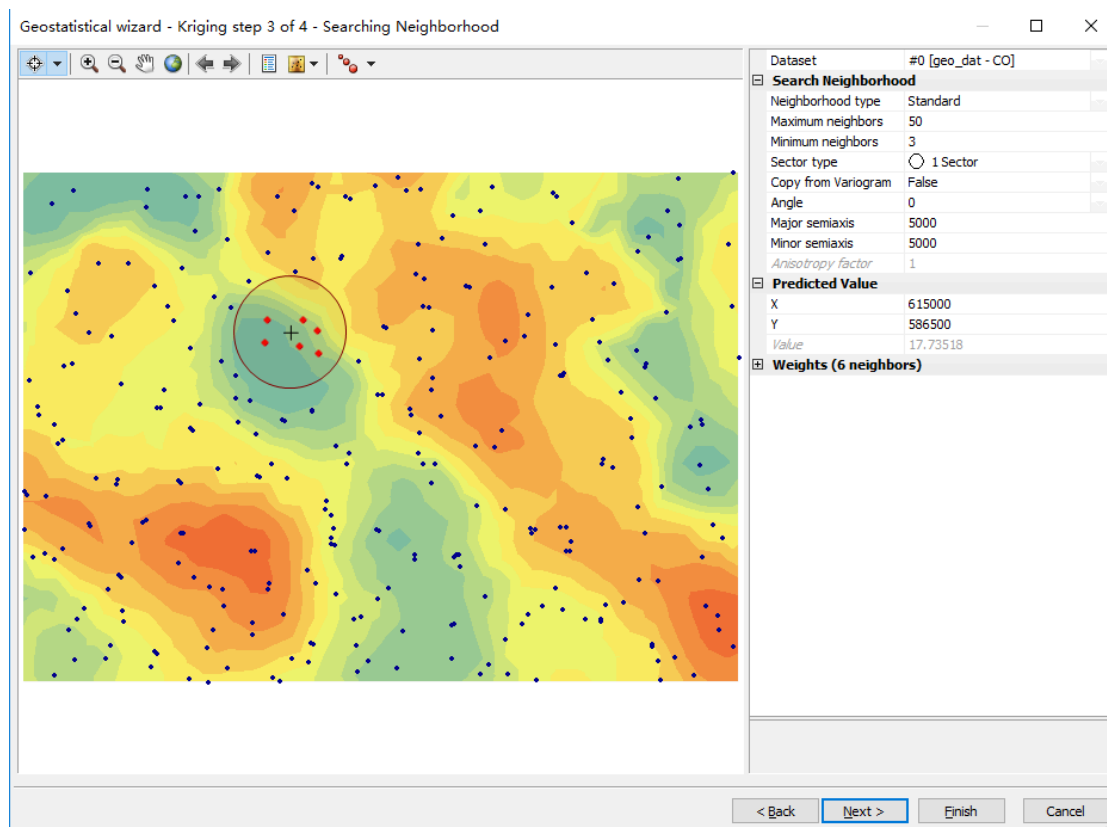 Geostatistical wizard - Kriging step 3 of 4 - Searching Neighborhood
Dataset #0 [geo_dat - CO]
Search Neighborhood
Neighborhood type Standard
Maximum neighbors 50
Minimum neighbors 3
Sector type 1 Sector
Copy from Variogram False
Angle 0
Major semiaxis 5000
Minor semiaxis 5000
Anisotropy factor 1
Predicted Value
X 615000
Y 586500
Value 17.73518
Weights (6 neighbors)
< Back Next > Finish Cancel